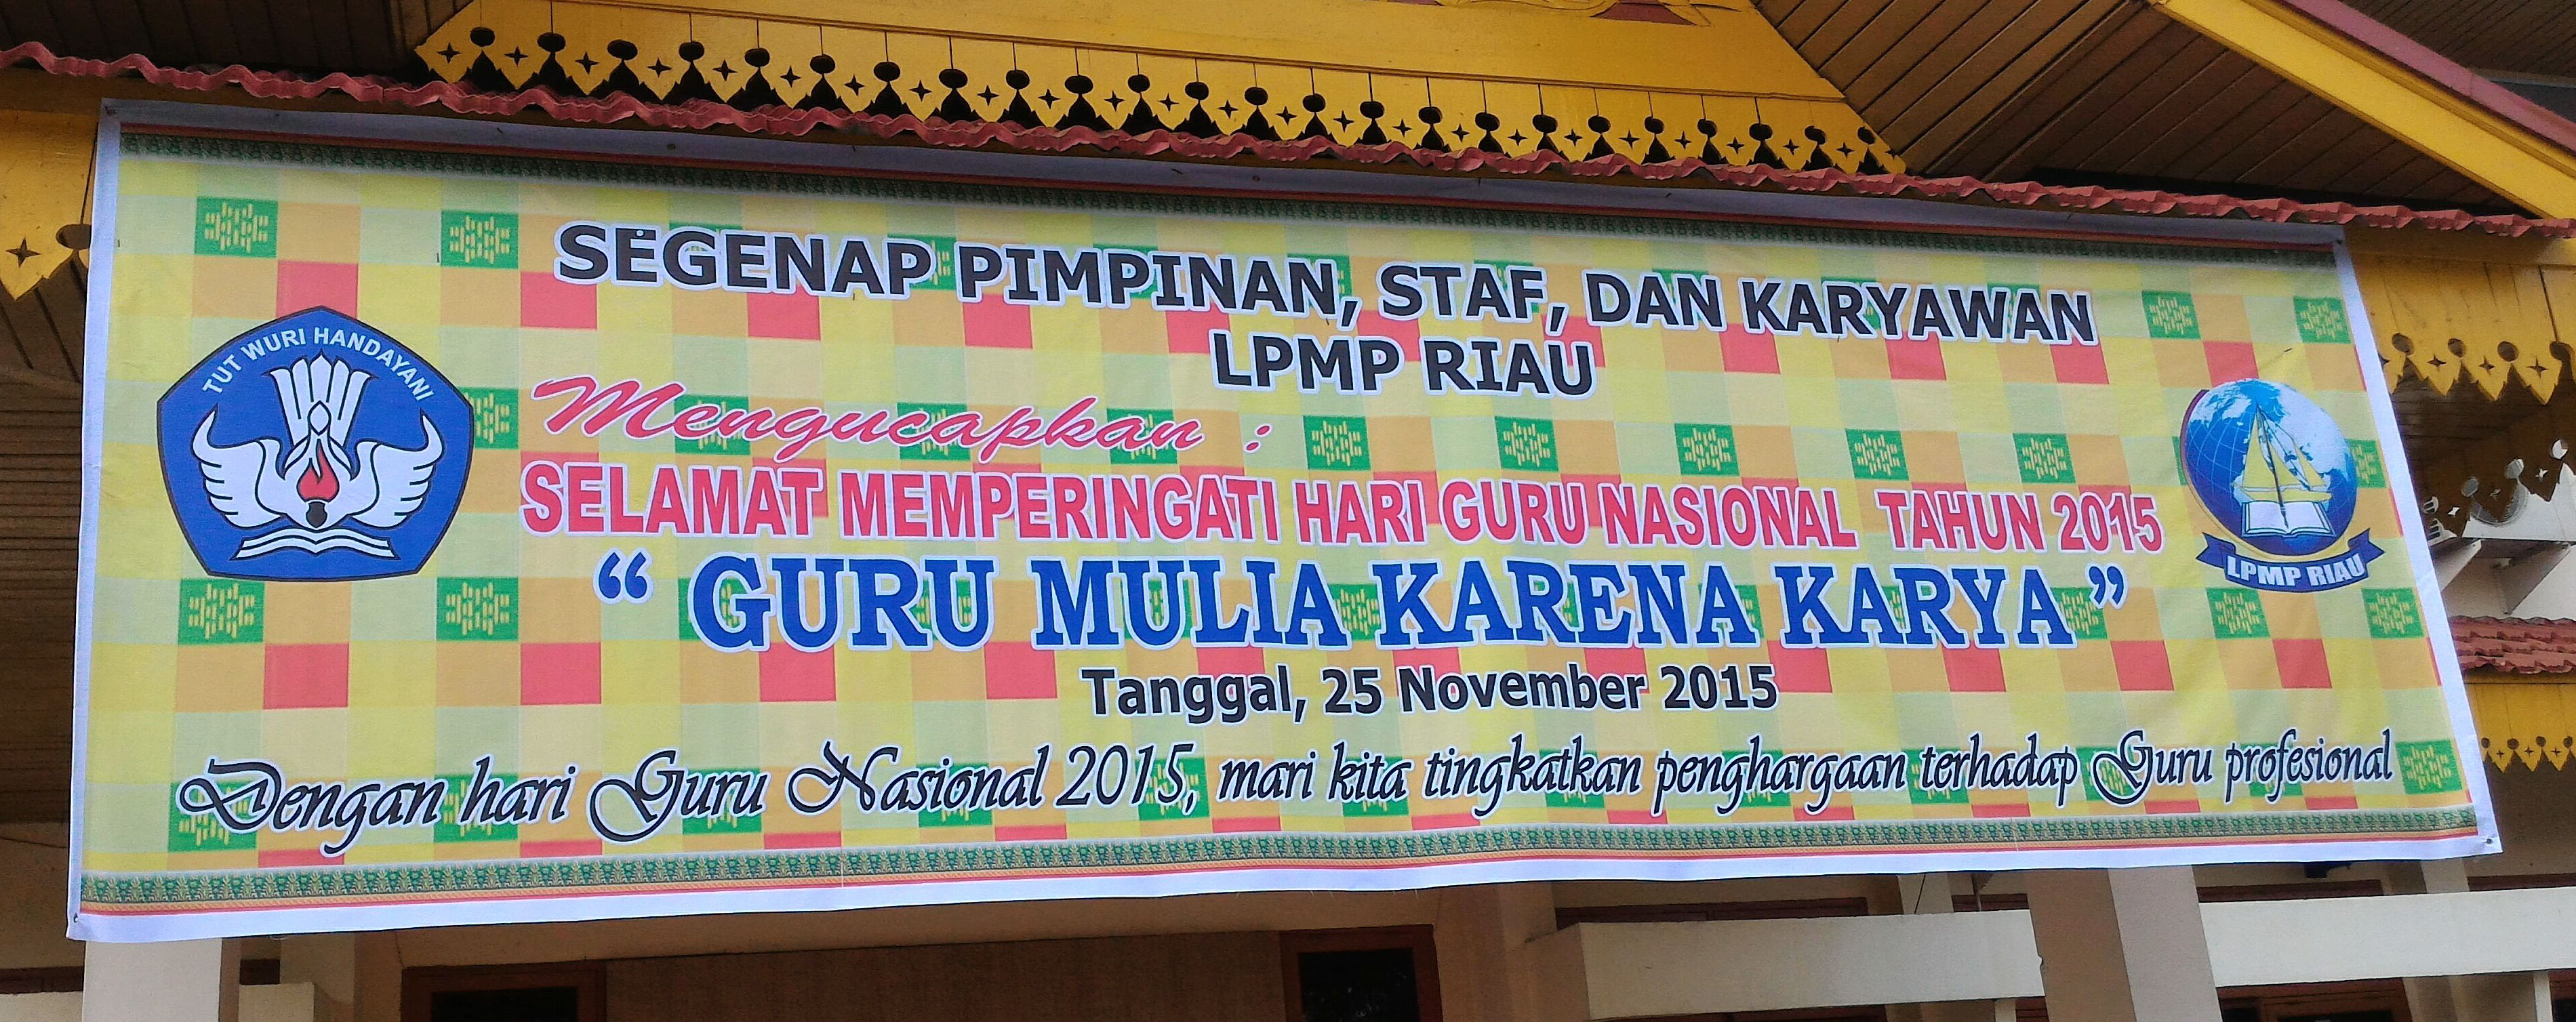 SEGENAP PIMPINAN, STAF, DAN KARYAWAN
LPMP RIAU
TUT WURI HANDAYANI
Mengucapkan :
SELAMAT MEMPERINGATI HARI GURU NASIONAL TAHUN 2015
“ GURU MULIA KARENA KARYA ”
LPMP RIAU
Tanggal, 25 November 2015
Dengan hari Guru Nasional 2015, mari kita tingkatkan penghargaan terhadap Guru profesional